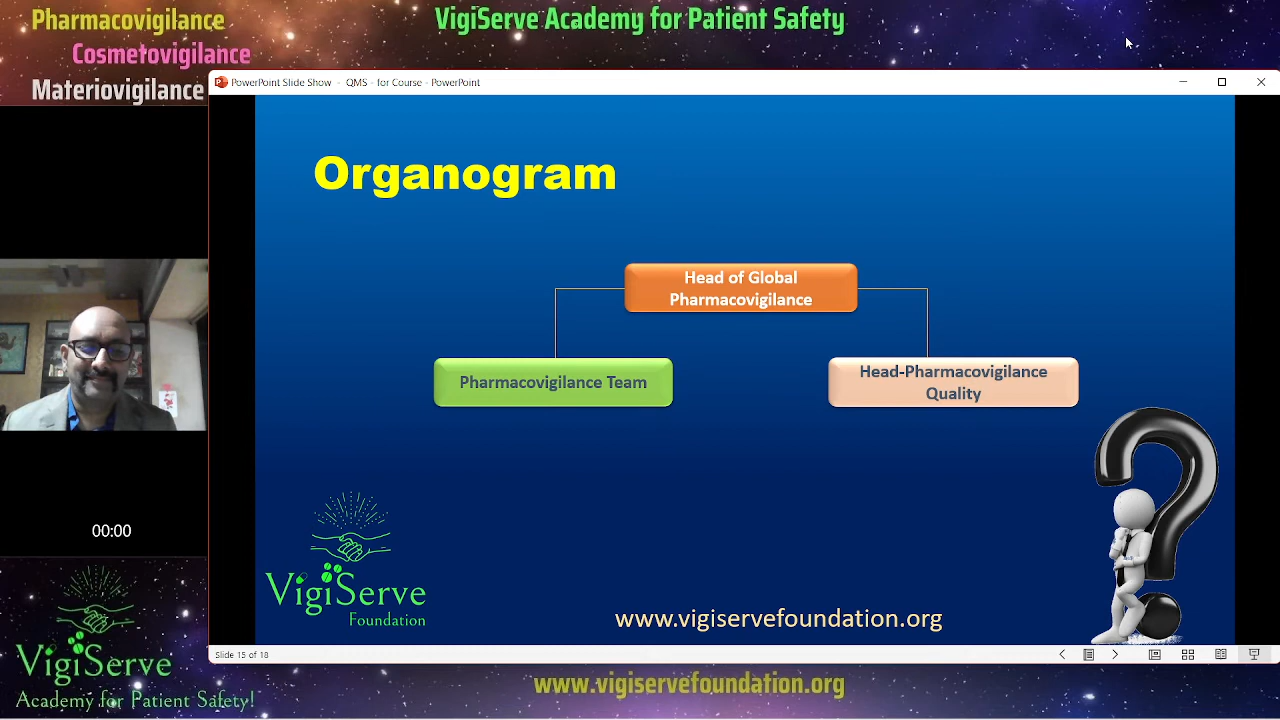 Pharmacovigilance
Cosmetovigilance
Materiovigilance
VigiServe Academy for Patient Safety
PowerPoint Slide Show - QMS - for Course - PowerPoint
Organogram
Head of Global
Pharmacovigilance
Pharmacovigilance Team
Head-Pharmacovigilance
Quality
00:00
VigiServe
Foundation
www.vigiservefoundation.org
Slide 15 of 18
VigiServe
Academy for Patient Safety!
www.vigiservefoundation.org